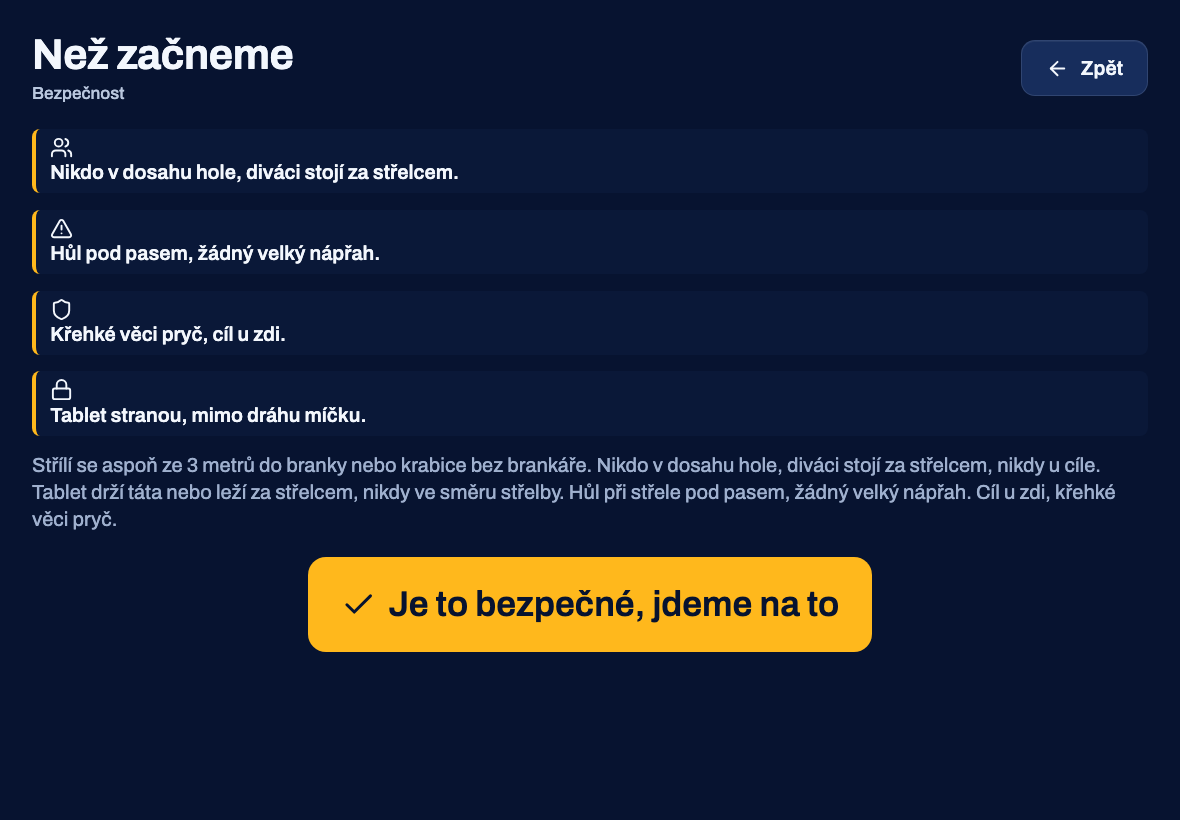 Než začneme
Bezpečnost
Zpět
Nikdo v dosahu hole, diváci stojí za střelcem.
Hůl pod pasem, žádný velký nápřah.
Křehké věci pryč, cíl u zdi.
Tablet stranou, mimo dráhu míčku.
Střílí se aspoň ze 3 metrů do branky nebo krabice bez brankáře. Nikdo v dosahu hole, diváci stojí za střelcem, nikdy u cíle.
Tablet drží táta nebo leží za střelcem, nikdy ve směru střelby. Hůl při střele pod pasem, žádný velký nápřah. Cíl u zdi, křehké
věci pryč.
Je to bezpečné, jdeme na to